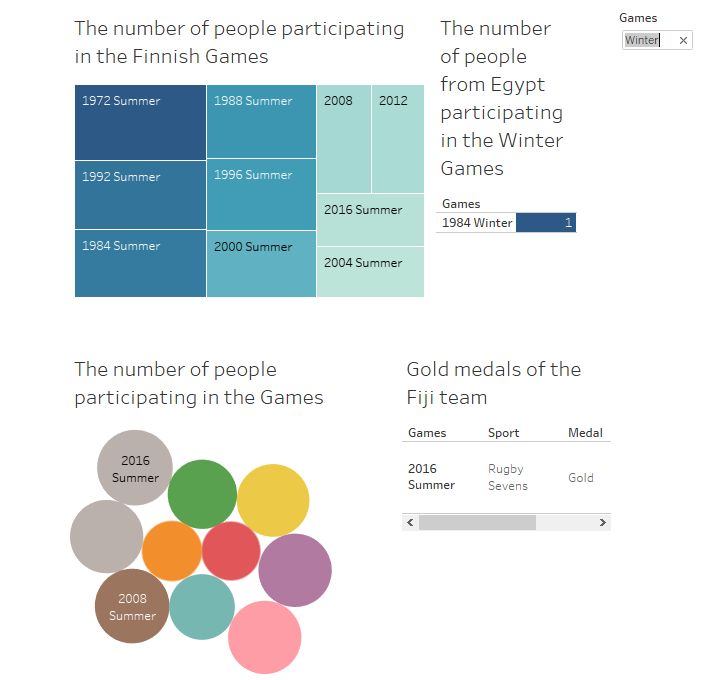 The number of people participating
in the Finnish Games
1972 Summer
1992 Summer
1984 Summer
1988 Summer
1996 Summer
2000 Summer
2008
2012
2016 Summer
2004 Summer
The number
of people
from Egypt
participating
in the Winter
Games
Games
1984 Winter 1
Games
Winter
The number of people
participating in the Games
2016
Summer
2008
Summer
Gold medals of the
Fiji team
Games Sport Medal
2016
Summer
Rugby
Sevens
Gold